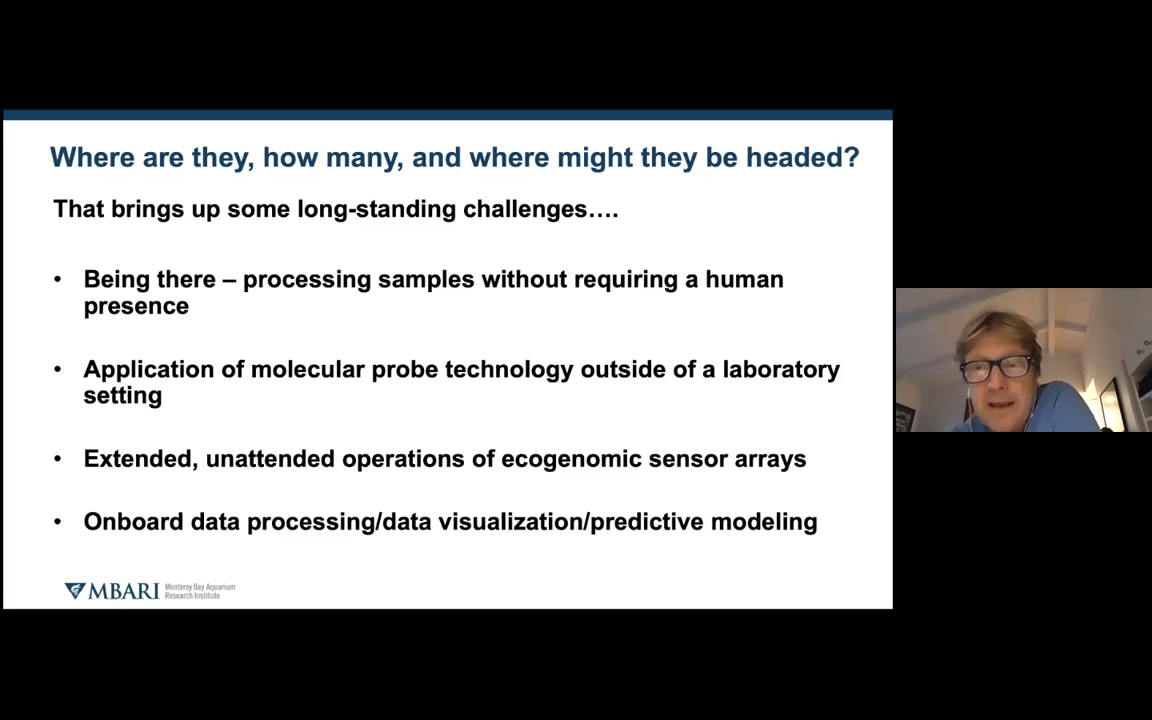 Where are they, how many, and where might they be headed?
That brings up some long-standing challenges….
• Being there – processing samples without requiring a human
presence
• Application of molecular probe technology outside of a laboratory
setting
• Extended, unattended operations of ecogenomic sensor arrays
• Onboard data processing/data visualization/predictive modeling
MBARI
Monterey Bay Aquarium
Research Institute